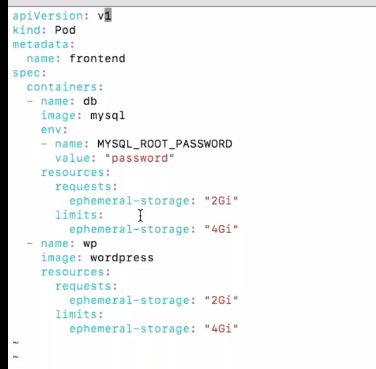 apiVersion: v1
kind: Pod
metadata:
  name: frontend
spec:
  containers:
  - name: db
    image: mysql
    env:
    - name: MYSQL_ROOT_PASSWORD
      value: "password"
    resources:
      requests:
        ephemeral-storage: "2Gi"
      limits:
        ephemeral-storage: "4Gi"
  - name: wp
    image: wordpress
    resources:
      requests:
        ephemeral-storage: "2Gi"
      limits:
        ephemeral-storage: "4Gi"
~
~